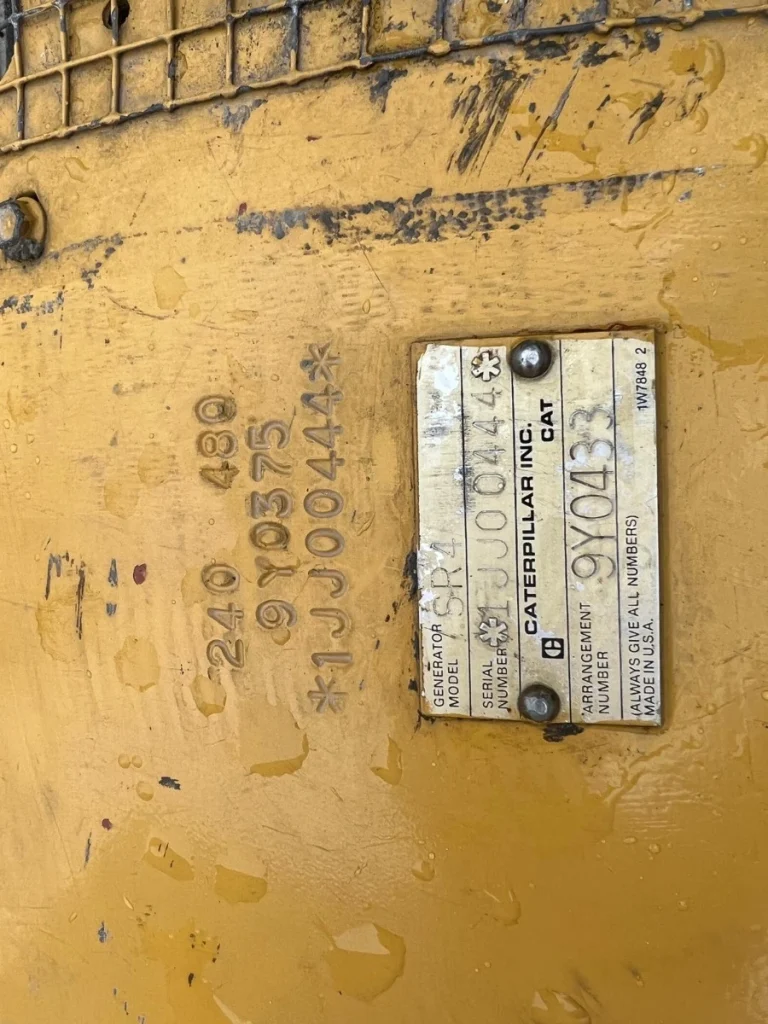 240 480
9Y0375
*1JJ00444*
GENERATOR
MODEL SR4
SERIAL
NUMBER *1JJ00444*
CATERPILLAR INC.
CAT
ARRANGEMENT
NUMBER 9Y0433
(ALWAYS GIVE ALL NUMBERS)
MADE IN U.S.A. 1W7848 2